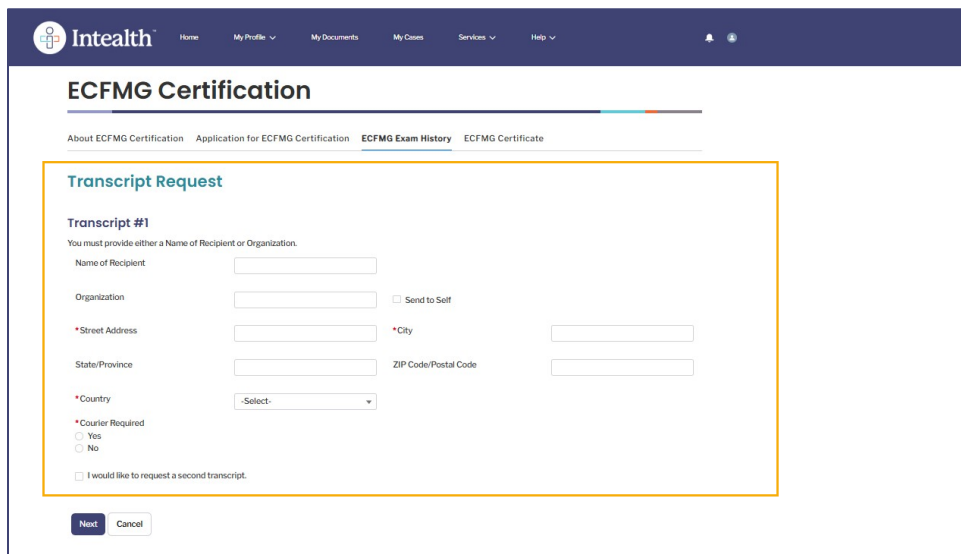 Intealth™ Home My Profile My Documents My Cases Services Help
ECFMG Certification
About ECFMG Certification Application for ECFMG Certification ECFMG Exam History ECFMG Certificate
Transcript Request
Transcript #1
You must provide either a Name of Recipient or Organization.
Name of Recipient
Organization Send to Self
*Street Address *City
State/Province ZIP Code/Postal Code
*Country -Select-
*Courier Required
Yes
No
I would like to request a second transcript.
Next Cancel